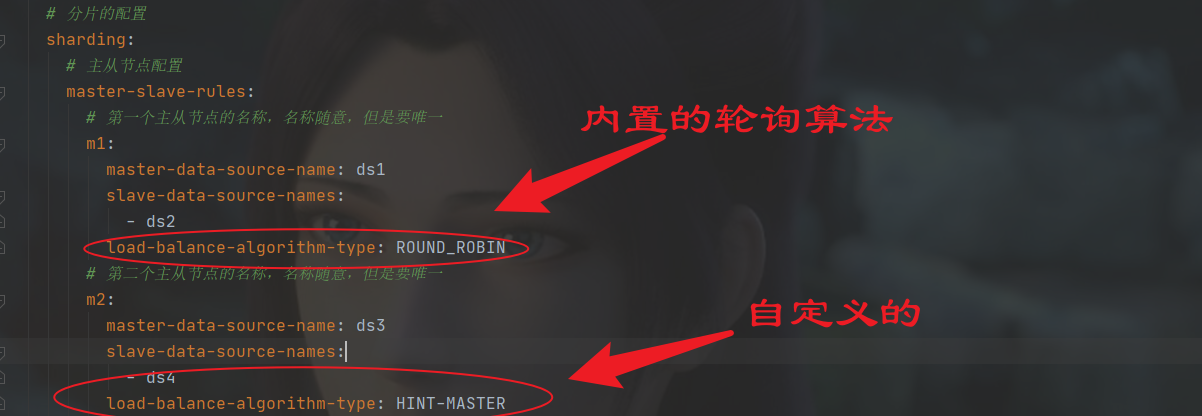 # 分片的配置
sharding:
# 主从节点配置
master-slave-rules:
# 第一个主从节点的名称，名称随意，但是要唯一
m1:
内置的轮询算法
master-data-source-name: ds1
slave-data-source-names:
- ds2
load-balance-algorithm-type: ROUND_ROBIN
# 第二个主从节点的名称，名称随意，但是要唯一
m2:
自定义的
master-data-source-name: ds3
slave-data-source-names:
- ds4
load-balance-algorithm-type: HINT-MASTER